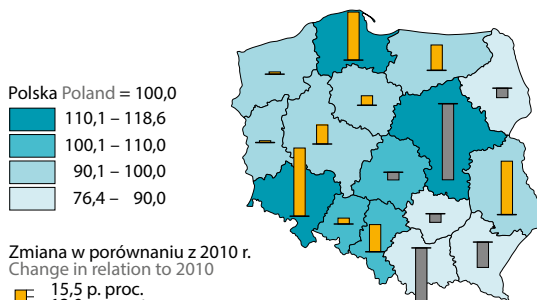 Polska Poland = 100,0
110,1 – 118,6
100,1 – 110,0
90,1 – 100,0
76,4 – 90,0
Zmiana w porównaniu z 2010 r.
Change in relation to 2010
15,5 p. proc.